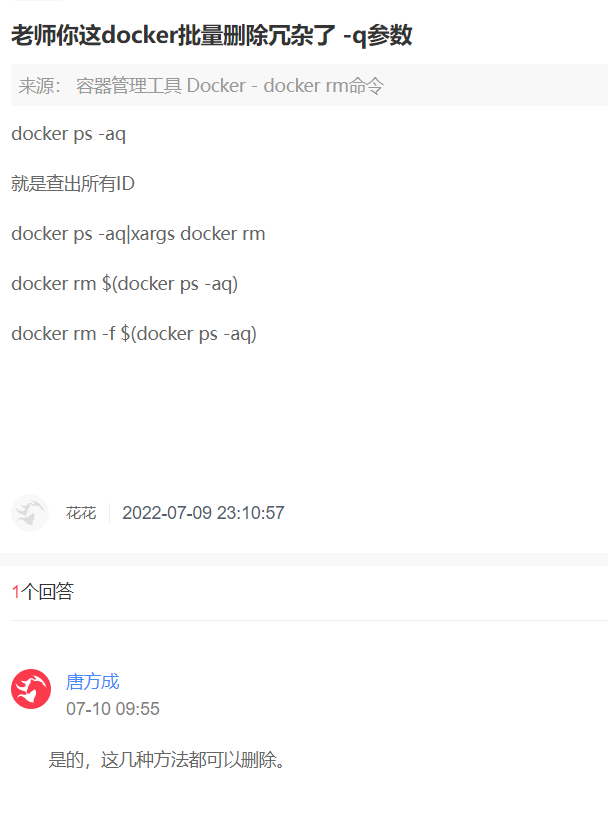 老师你这docker批量删除冗杂了 -q参数
来源： 容器管理工具 Docker - docker rm命令
docker ps -aq
就是查出所有ID
docker ps -aq|xargs docker rm
docker rm $(docker ps -aq)
docker rm -f $(docker ps -aq)
花花 2022-07-09 23:10:57
1个回答
唐方成
07-10 09:55
是的，这几种方法都可以删除。